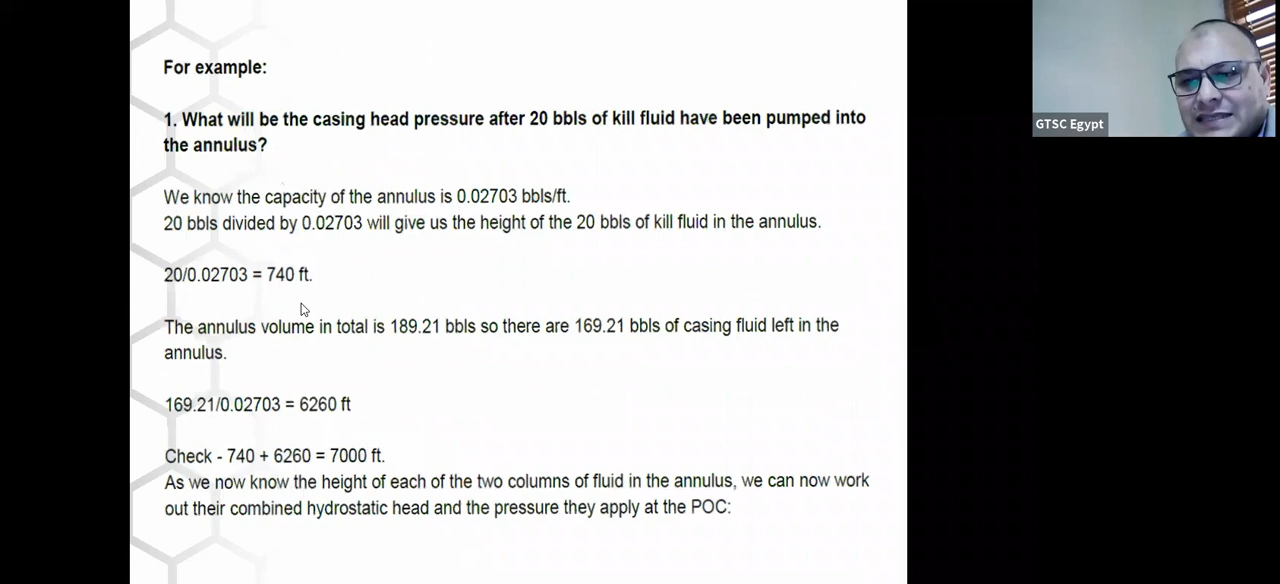 For example:
1. What will be the casing head pressure after 20 bbls of kill fluid have been pumped into
the annulus?
We know the capacity of the annulus is 0.02703 bbls/ft.
20 bbls divided by 0.02703 will give us the height of the 20 bbls of kill fluid in the annulus.
20/0.02703 = 740 ft.
The annulus volume in total is 189.21 bbls so there are 169.21 bbls of casing fluid left in the
annulus.
169.21/0.02703 = 6260 ft
Check - 740 + 6260 = 7000 ft.
As we now know the height of each of the two columns of fluid in the annulus, we can now work
out their combined hydrostatic head and the pressure they apply at the POC:
GTSC Egypt